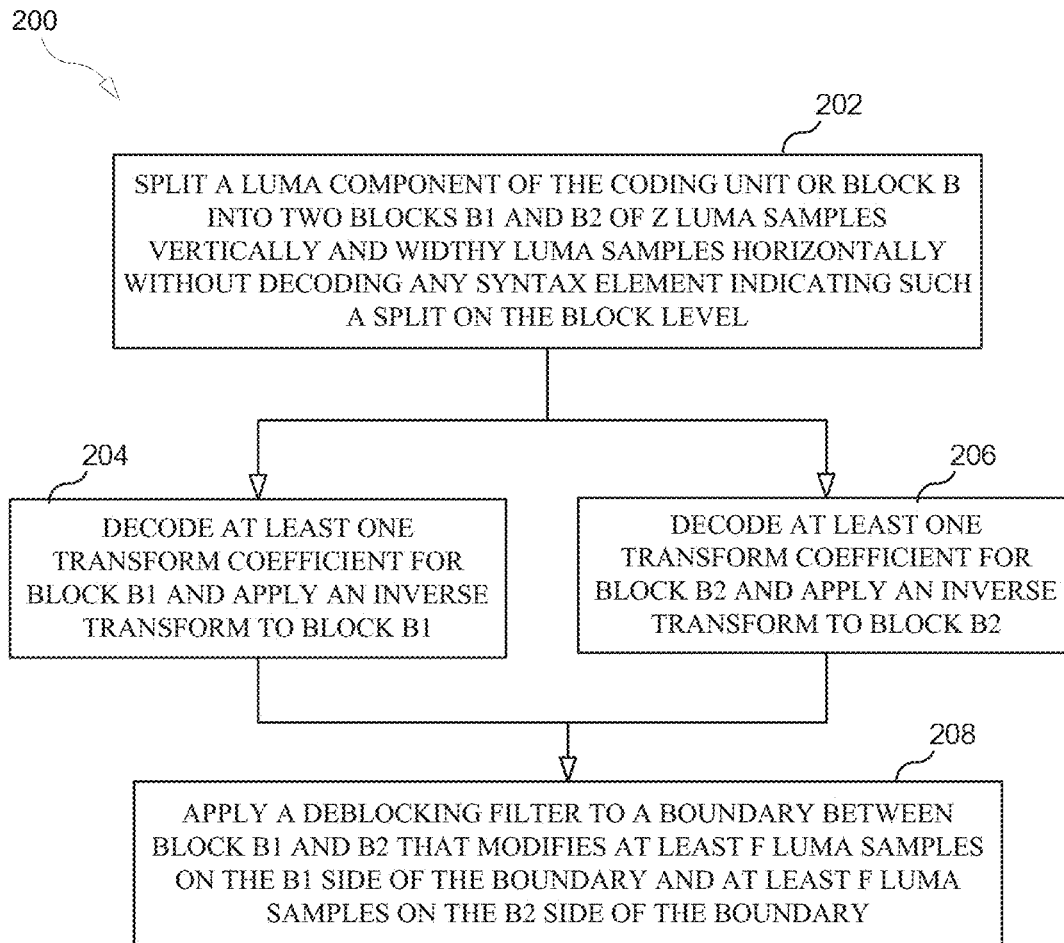 200
202
SPLIT A LUMA COMPONENT OF THE CODING UNIT OR BLOCK B
INTO TWO BLOCKS B1 AND B2 OF Z LUMA SAMPLES
VERTICALLY AND WIDTHY LUMA SAMPLES HORIZONTALLY
WITHOUT DECODING ANY SYNTAX ELEMENT INDICATING SUCH
A SPLIT ON THE BLOCK LEVEL
204
DECODE AT LEAST ONE
TRANSFORM COEFFICIENT FOR
BLOCK B1 AND APPLY AN INVERSE
TRANSFORM TO BLOCK B1
206
DECODE AT LEAST ONE
TRANSFORM COEFFICIENT FOR
BLOCK B2 AND APPLY AN INVERSE
TRANSFORM TO BLOCK B2
208
APPLY A DEBLOCKING FILTER TO A BOUNDARY BETWEEN
BLOCK B1 AND B2 THAT MODIFIES AT LEAST F LUMA SAMPLES
ON THE B1 SIDE OF THE BOUNDARY AND AT LEAST F LUMA
SAMPLES ON THE B2 SIDE OF THE BOUNDARY